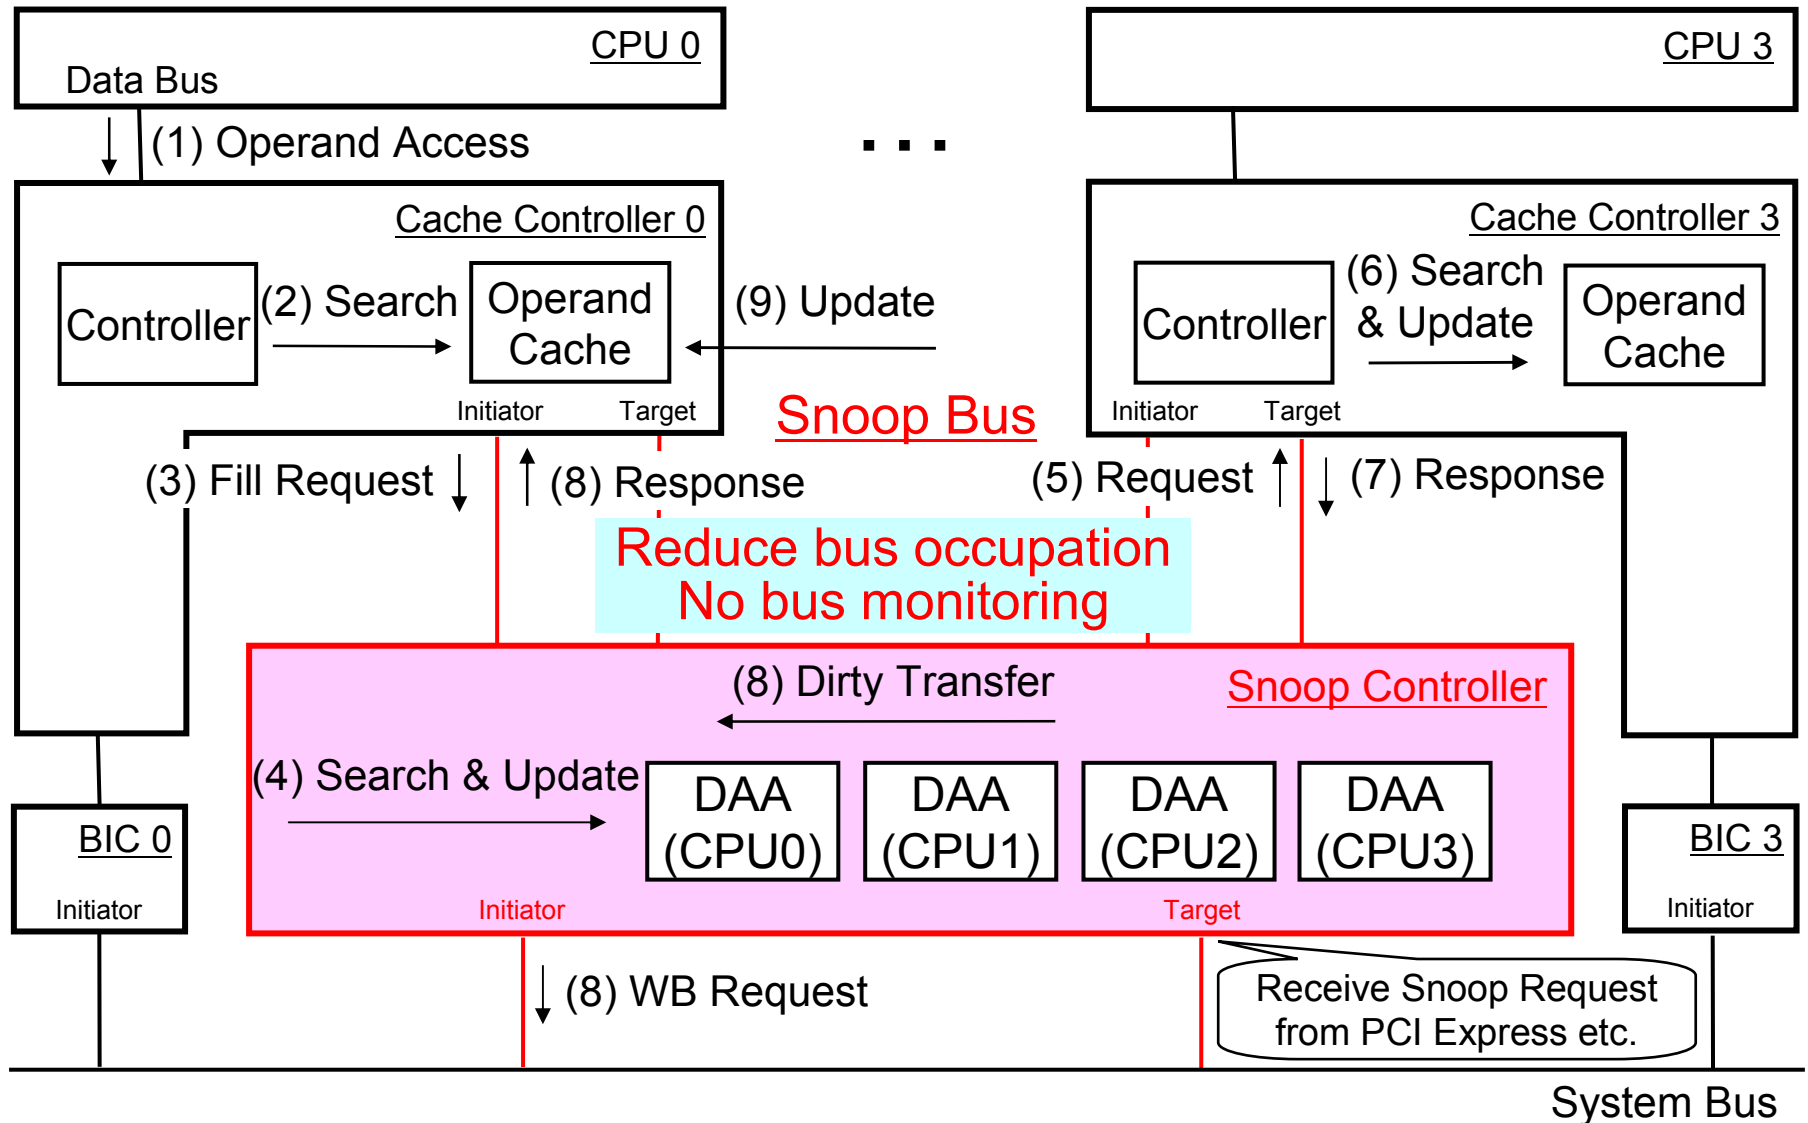 CPU 0
Data Bus
(1) Operand Access
CPU 3
. . .
Cache Controller 0
Controller
(2) Search
Operand
Cache
(9) Update
Initiator
Target
Cache Controller 3
Controller
(6) Search
& Update
Operand
Cache
Initiator
Target
Snoop Bus
(3) Fill Request
(8) Response
(5) Request
(7) Response
Reduce bus occupation
No bus monitoring
(8) Dirty Transfer
Snoop Controller
(4) Search & Update
DAA
(CPU0)
DAA
(CPU1)
DAA
(CPU2)
DAA
(CPU3)
Initiator
Target
BIC 0
Initiator
BIC 3
Initiator
(8) WB Request
Receive Snoop Request
from PCI Express etc.
System Bus